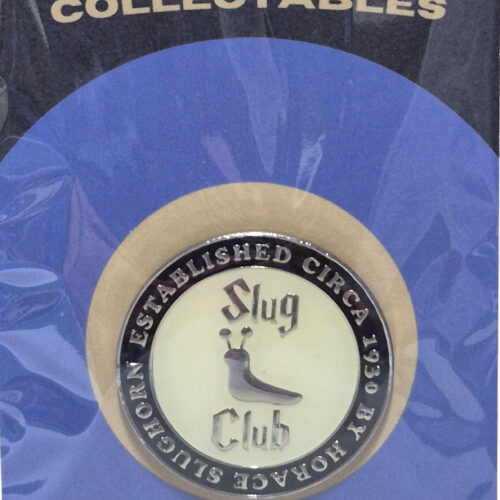 COLLECTABLES
ESTABLISHED CIRCA 1930 BY HORACE SLUGHORN
Slug
Club